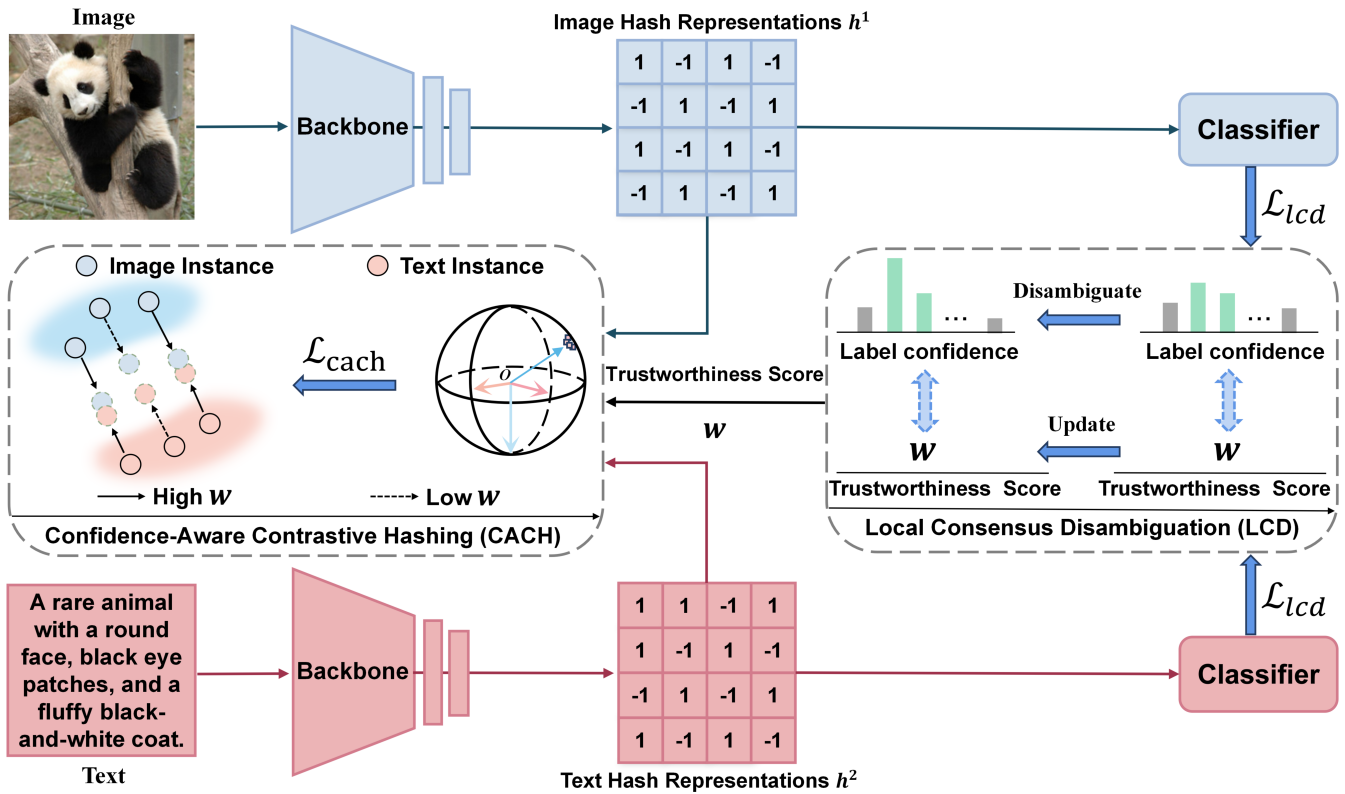 Image
Image Hash Representations h¹
1 -1 1 -1
-1 1 -1 1
1 -1 1 -1
-1 1 -1 1
Backbone
Classifier
ℒlcd
Image Instance
Text Instance
ℒcach
o
High w
Low w
Confidence-Aware Contrastive Hashing (CACH)
Trustworthiness Score
w
Disambiguate
...
...
Label confidence
Label confidence
Update
w
w
Trustworthiness Score
Trustworthiness Score
Local Consensus Disambiguation (LCD)
ℒlcd
A rare animal
with a round
face, black eye
patches, and a
fluffy black-
and-white coat.
Text
Backbone
1 1 -1 1
1 -1 1 -1
-1 1 -1 1
1 -1 1 -1
Text Hash Representations h²
Classifier